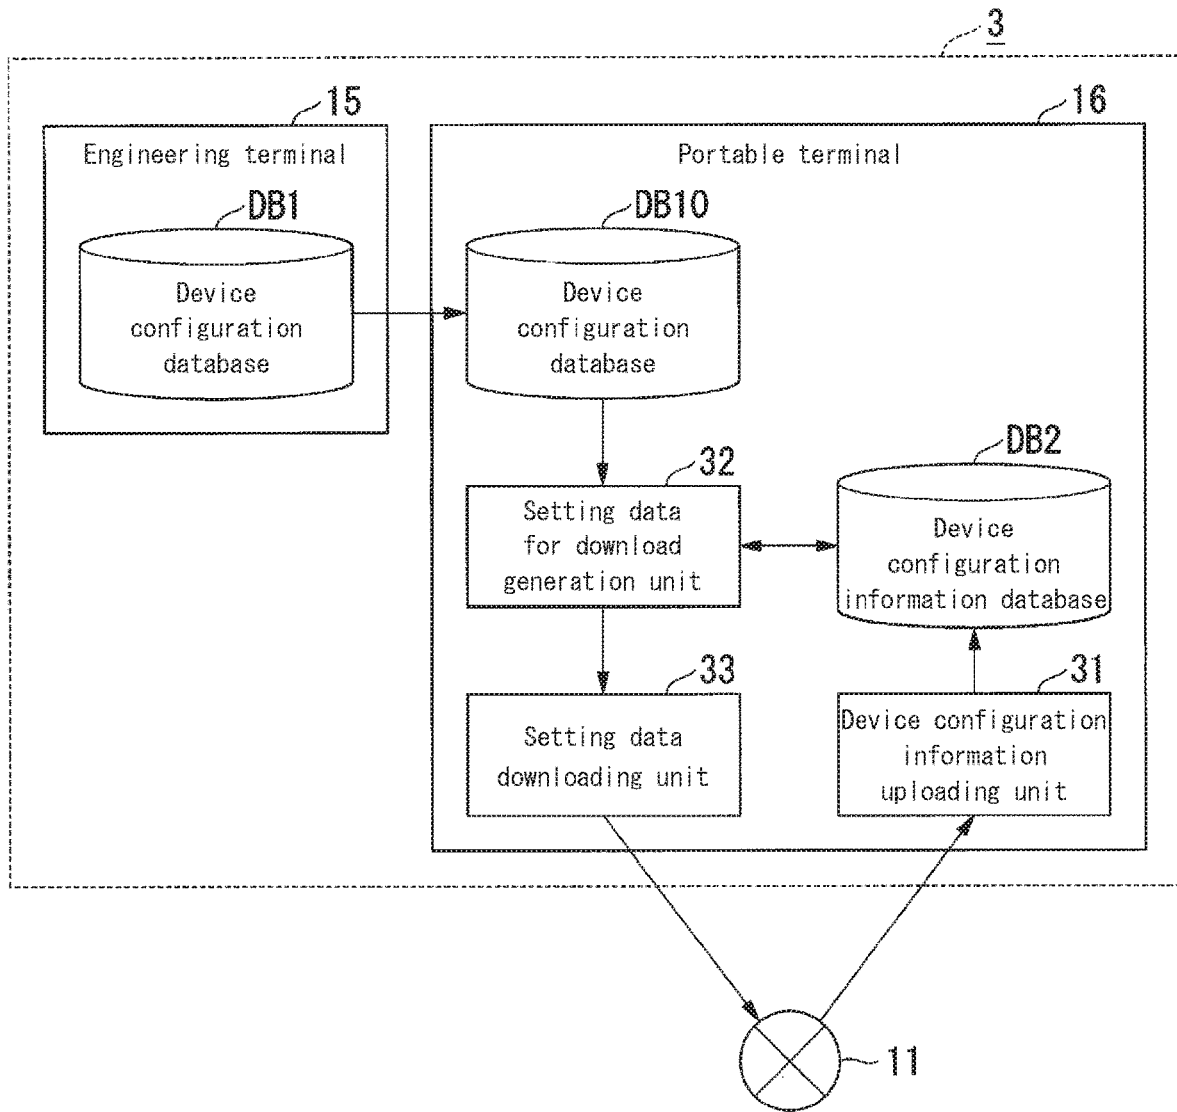 3
15
16
Engineering terminal
Portable terminal
DB1
DB10
Device
configuration
database
Device
configuration
database
DB2
32
Setting data
for download
generation unit
Device
configuration
information database
33
31
Setting data
downloading unit
Device configuration
information
uploading unit
11